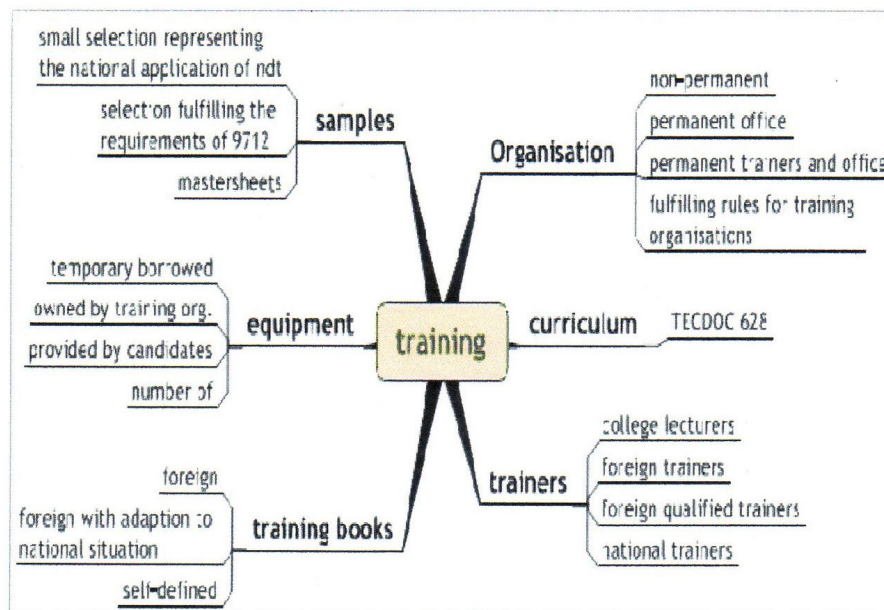 small selection representing
the national application of ndt
selection fulfilling the
requirements of 9712
mastersheets
samples
temporary borrowed
owned by training org.
provided by candidates
number of
equipment
foreign
foreign with adaption to
national situation
self-defined
training books
training
Organisation
non-permanent
permanent office
permanent trainers and office
fulfilling rules for training
organisations
curriculum
TECDOC 628
trainers
college lecturers
foreign trainers
foreign qualified trainers
national trainers